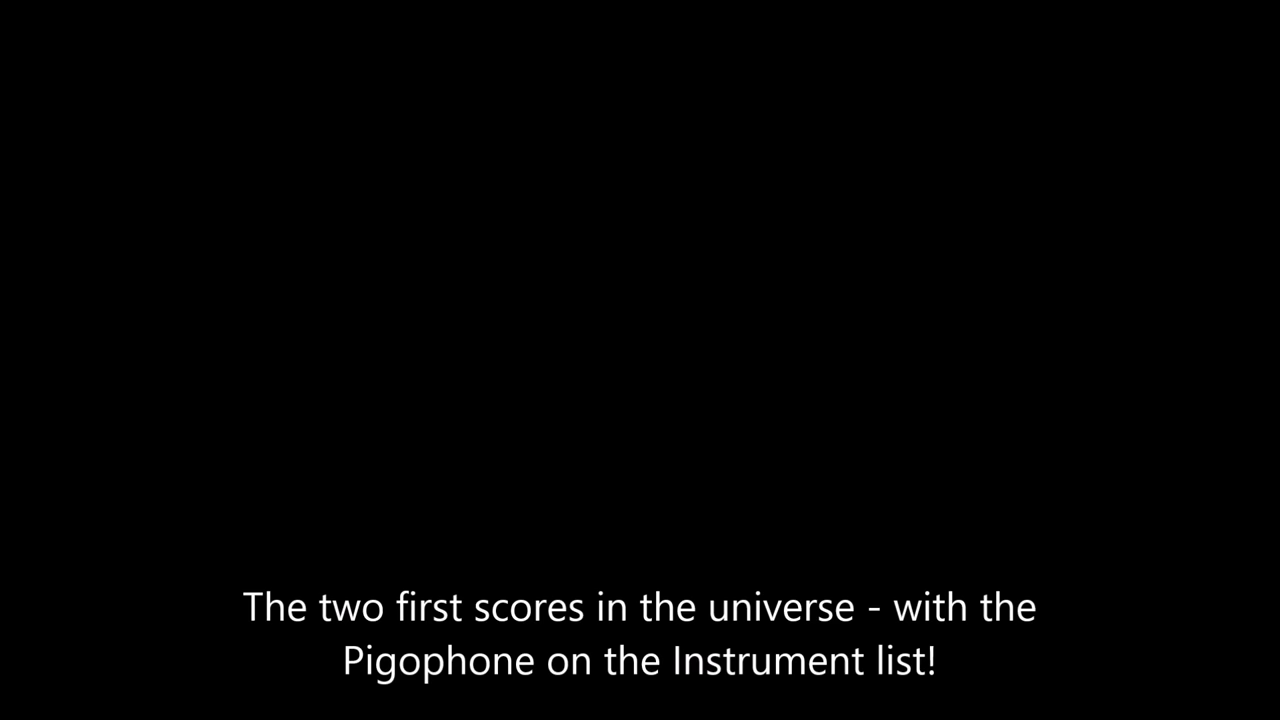 The two first scores in the universe - with the
Pigophone on the Instrument list!